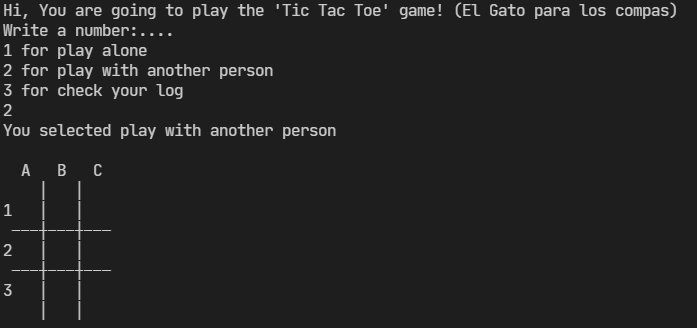 Hi, You are going to play the 'Tic Tac Toe' game! (El Gato para los compas)
Write a number:....
1 for play alone
2 for play with another person
3 for check your log
2
You selected play with another person
A B C
1
2
3